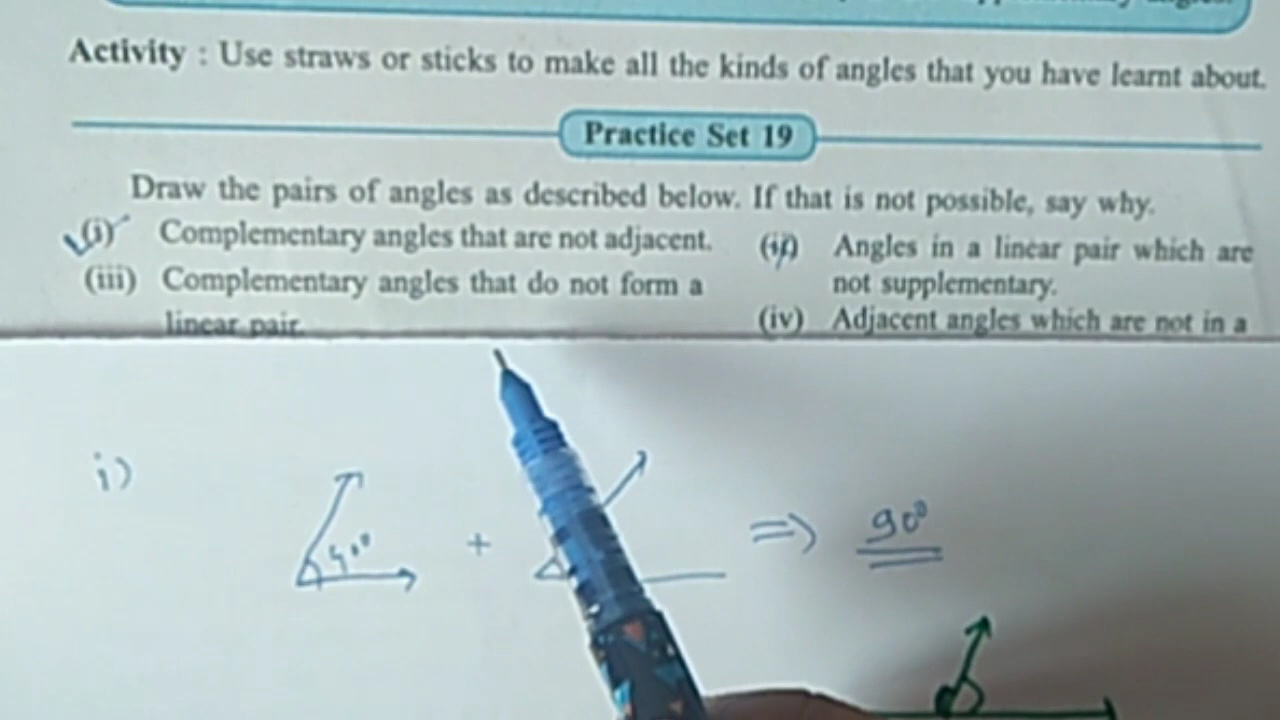 Activity : Use straws or sticks to make all the kinds of angles that you have learnt about.
Practice Set 19
Draw the pairs of angles as described below. If that is not possible, say why.
(i) Complementary angles that are not adjacent.
(ii) Angles in a linear pair which are
not supplementary.
(iii) Complementary angles that do not form a
linear pair.
(iv) Adjacent angles which are not in a
i)
+ ⇒ 90°